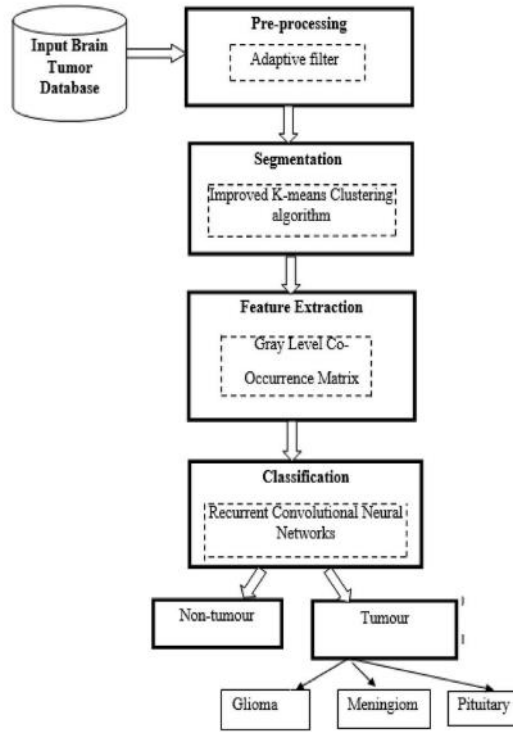 Input Brain
Tumor
Database
Pre-processing
Adaptive filter
Segmentation
Improved K-means Clustering
algorithm
Feature Extraction
Gray Level Co-
Occurrence Matrix
Classification
Recurrent Convolutional Neural
Networks
Non-tumour
Tumour
Glioma
Meningiom
Pituitary